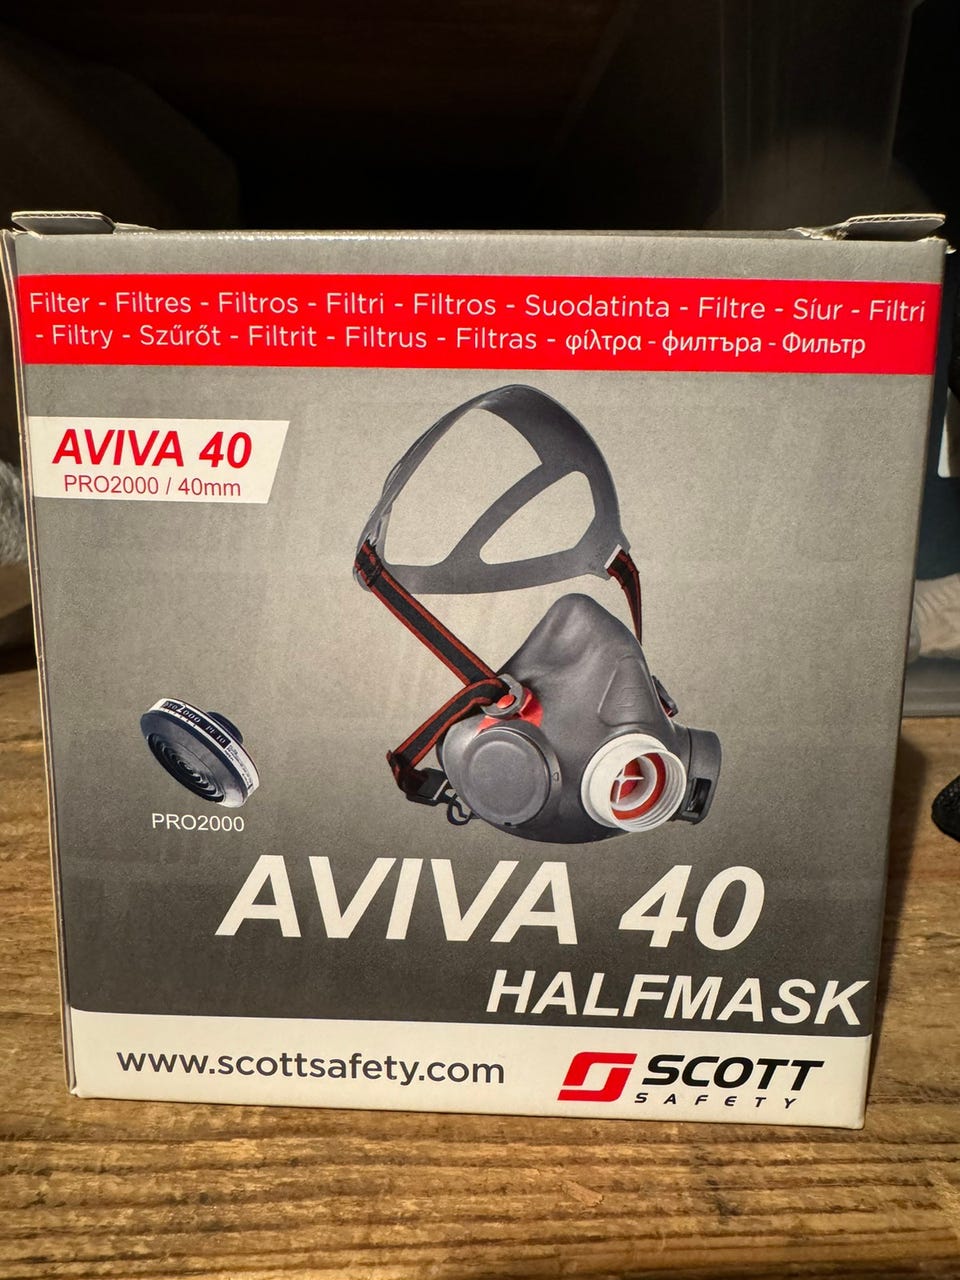 Filter - Filtres - Filtros - Filtri - Filtros - Suodatinta - Filtre - Síur - Filtri
- Filtry - Szűrőt - Filtrit - Filtrus - Filtras - φίλτρα - филтъра - Фильтр
AVIVA 40
PRO2000 / 40mm
pro2000
PRO2000
AVIVA 40
HALFMASK
www.scottsafety.com
SCOTT
SAFETY